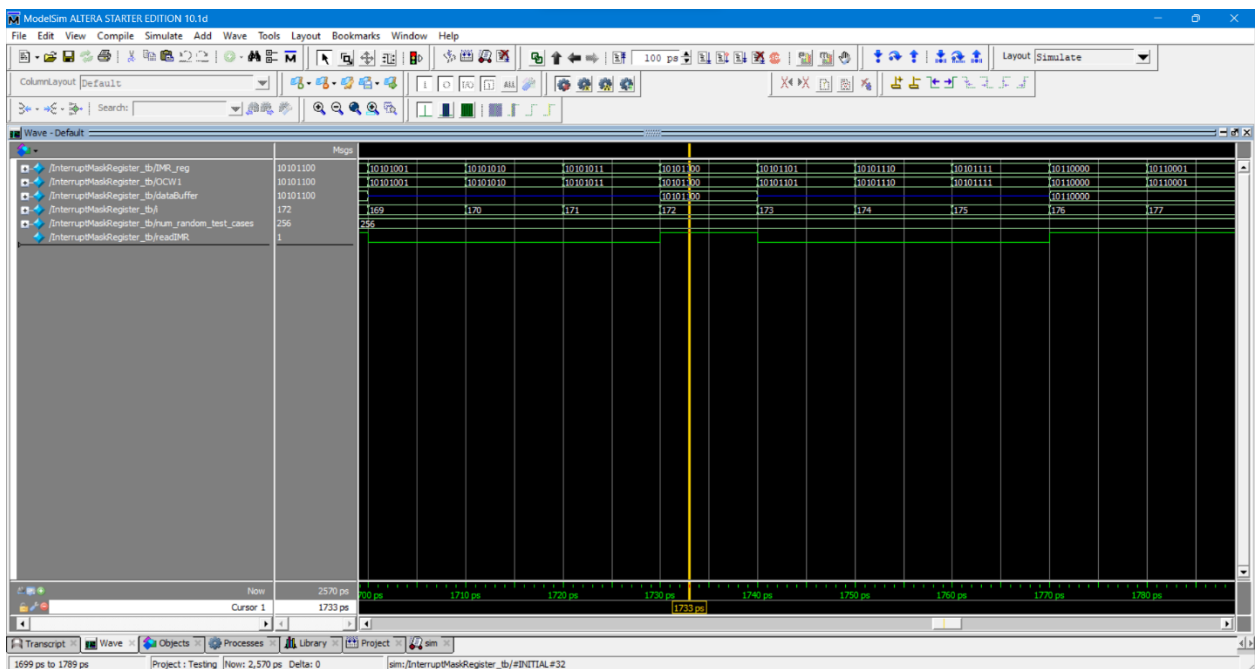 ModelSim ALTERA STARTER EDITION 10.1d
File Edit View Compile Simulate Add Wave Tools Layout Bookmarks Window Help
100 ps Layout Simulate
ColumnLayout Default ALL
Search:
Wave - Default
Msgs
/InterruptMaskRegister_tb/IMR_reg 10101100 10101001 10101010 10101011 10101100 10101101 10101110 10101111 10110000 10110001
/InterruptMaskRegister_tb/OCW1 10101100 10101001 10101010 10101011 10101100 10101101 10101110 10101111 10110000 10110001
/InterruptMaskRegister_tb/dataBuffer 10101100 10101100 10110000
/InterruptMaskRegister_tb/i 172 169 170 171 172 173 174 175 176 177
/InterruptMaskRegister_tb/num_random_test_cases 256 256
/InterruptMaskRegister_tb/readIMR 1
Now 2570 ps 700 ps 1710 ps 1720 ps 1730 ps 1740 ps 1750 ps 1760 ps 1770 ps 1780 ps
Cursor 1 1733 ps 1733 ps
Transcript Wave Objects Processes Library Project sim
1699 ps to 1789 ps Project : Testing Now: 2,570 ps Delta: 0 sim:/InterruptMaskRegister_tb/#INITIAL#32